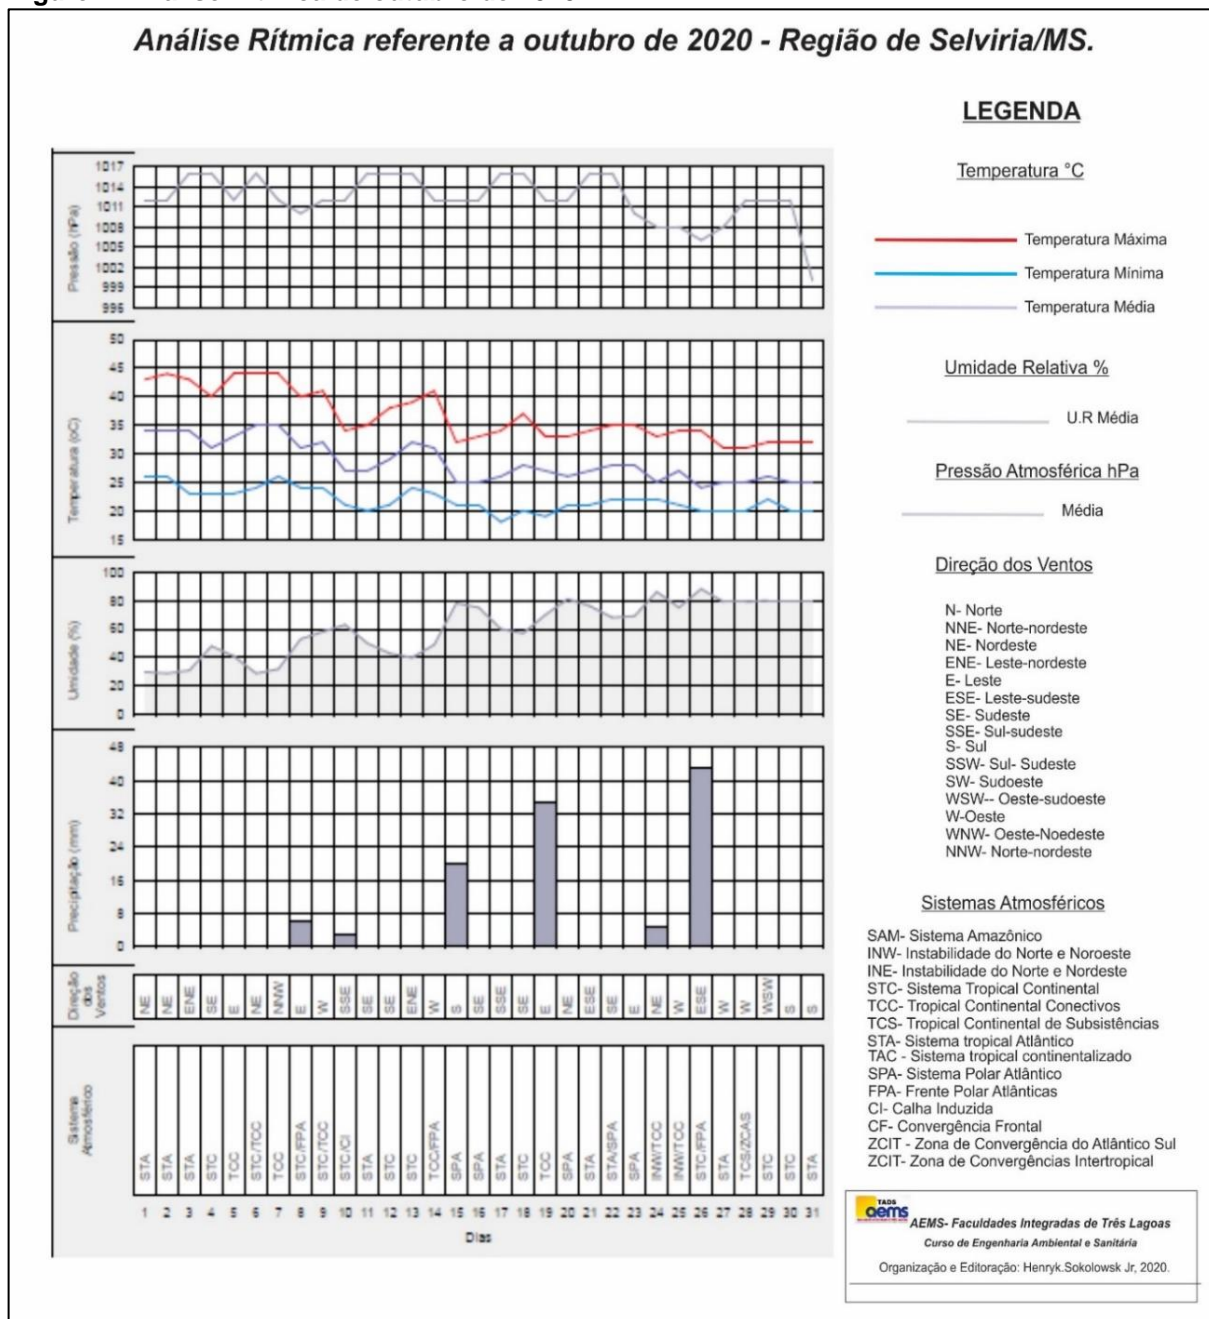 Análise Rítmica referente a outubro de 2020 - Região de Selviria/MS.
LEGENDA
Temperatura °C
Temperatura Máxima
Temperatura Mínima
Temperatura Média
Umidade Relativa %
U.R Média
Pressão Atmosférica hPa
Média
Direção dos Ventos
N- Norte
NNE- Norte-nordeste
NE- Nordeste
ENE- Leste-nordeste
E- Leste
ESE- Leste-sudeste
SE- Sudeste
SSE- Sul-sudeste
S- Sul
SSW- Sul- Sudeste
SW- Sudoeste
WSW-- Oeste-sudoeste
W-Oeste
WNW- Oeste-Noedeste
NNW- Norte-nordeste
Sistemas Atmosféricos
SAM- Sistema Amazônico
INW- Instabilidade do Norte e Noroeste
INE- Instabilidade do Norte e Nordeste
STC- Sistema Tropical Continental
TCC- Tropical Continental Conectivos
TCS- Tropical Continental de Subsistências
STA- Sistema tropical Atlântico
TAC - Sistema tropical continentalizado
SPA- Sistema Polar Atlântico
FPA- Frente Polar Atlânticas
CI- Calha Induzida
CF- Convergência Frontal
ZCIT - Zona de Convergência do Atlântico Sul
ZCIT- Zona de Convergências Intertropical
TADS
aems
AEMS- Faculdades Integradas de Três Lagoas
Curso de Engenharia Ambiental e Sanitária
Organização e Editoração: Henryk.Sokolowsk Jr, 2020.
Pressão (hPa)
1017
1014
1011
1008
1005
1002
999
996
Temperatura (oC)
50
45
40
35
30
25
20
15
Umidade (%)
100
80
60
40
20
0
Precipitação (mm)
48
40
32
24
16
8
0
Direção dos Ventos
NE NE ENE SE E NE NNW E W SSE SE SE ENE W S SE SSE SE E NE ESE SE E NE W ESE W W WSW S S
Sistema Atmosférico
STA STA STA STC TCC STC/TCC TCC STC/FPA STC/TCC STC/CI STA STC STC TCC/FPA SPA SPA STA STC TCC SPA STA STA/SPA SPA INW/TCC INW/TCC STC/FPA STA TCS/ZCAS STC STC STA
1 2 3 4 5 6 7 8 9 10 11 12 13 14 15 16 17 18 19 20 21 22 23 24 25 26 27 28 29 30 31
Dias